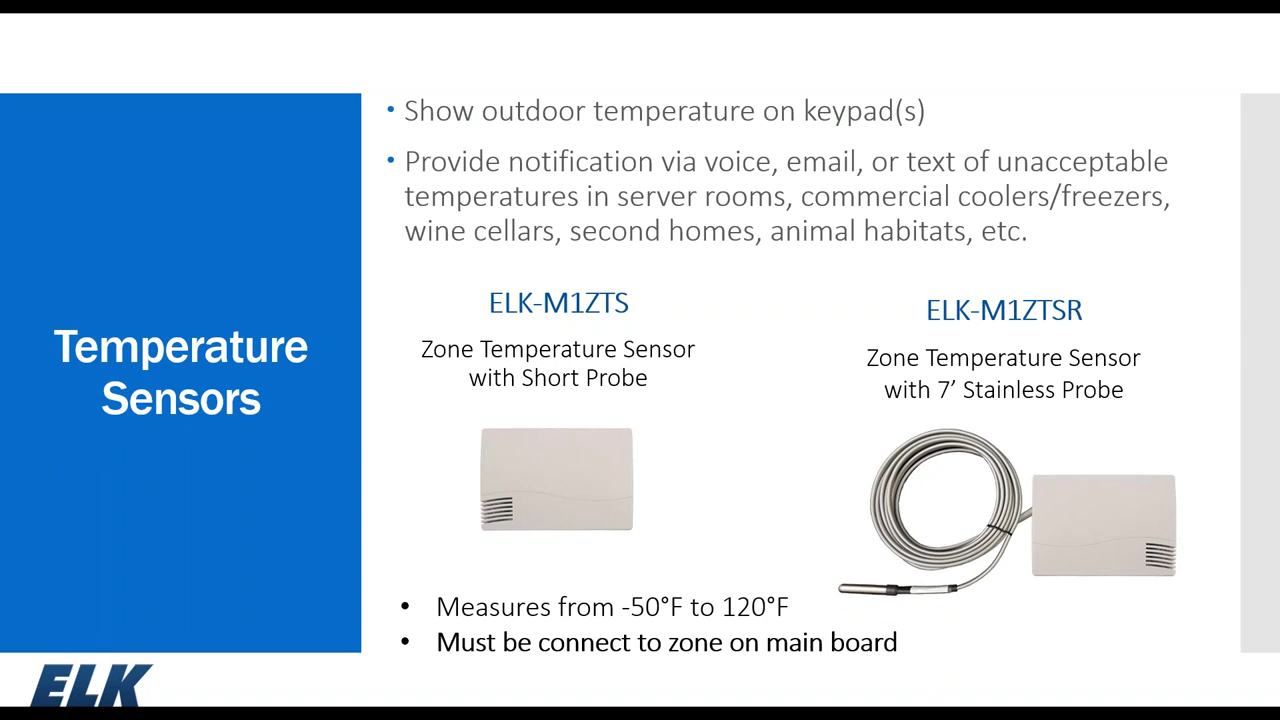 Temperature
Sensors
• Show outdoor temperature on keypad(s)
• Provide notification via voice, email, or text of unacceptable
temperatures in server rooms, commercial coolers/freezers,
wine cellars, second homes, animal habitats, etc.
ELK-M1ZTS
Zone Temperature Sensor
with Short Probe
ELK-M1ZTSR
Zone Temperature Sensor
with 7’ Stainless Probe
• Measures from -50°F to 120°F
• Must be connect to zone on main board
ELK